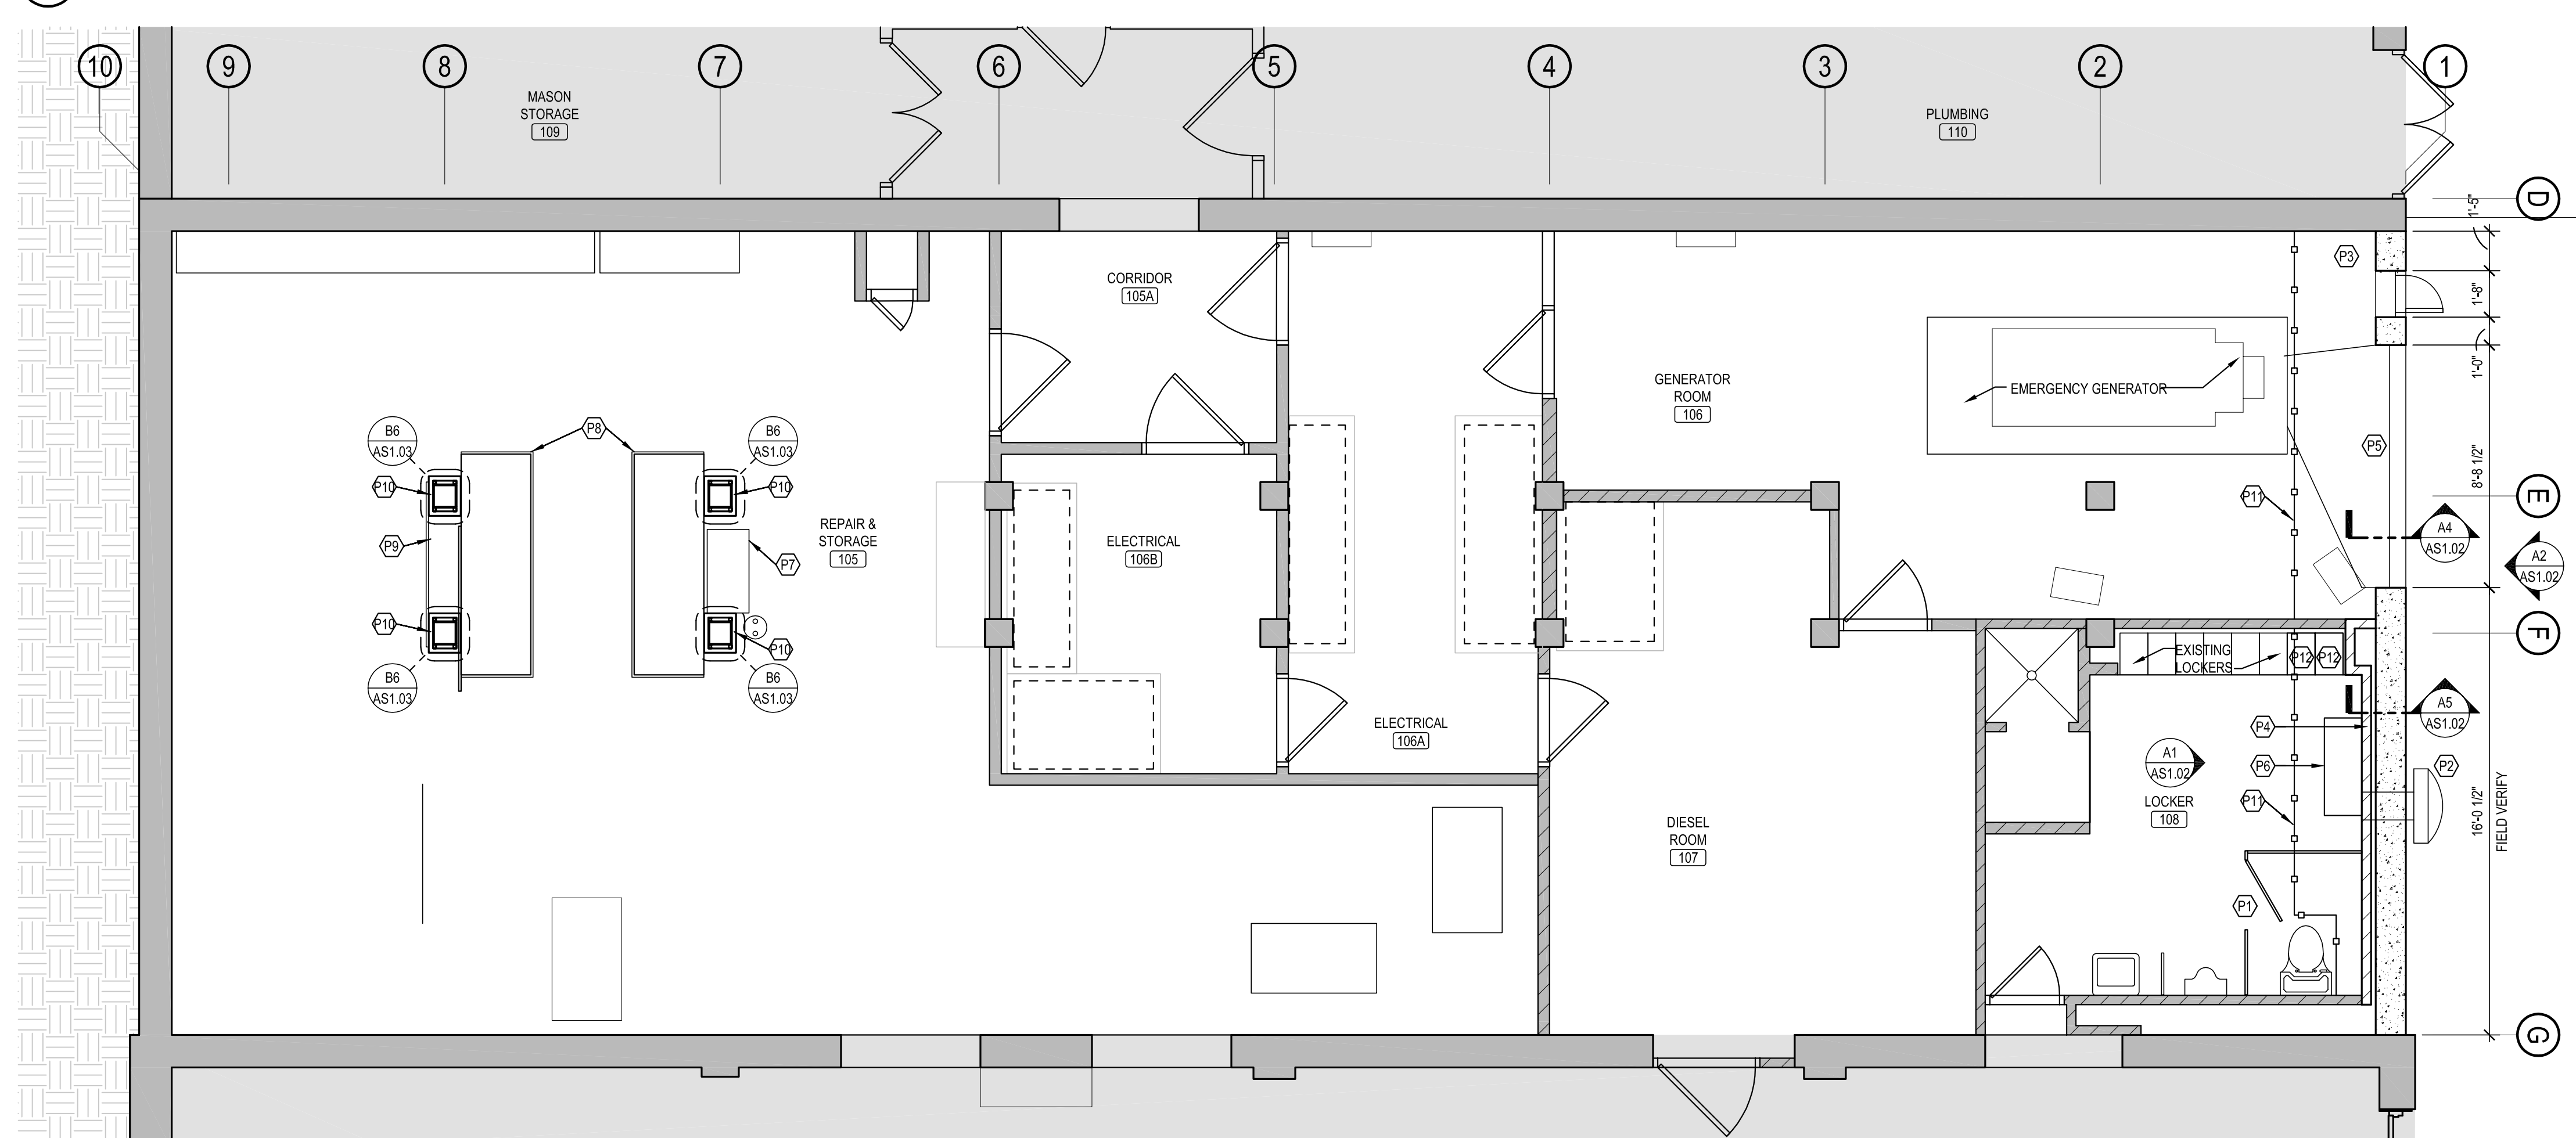 10
9
8
7
6
5
4
3
2
1
MASON
STORAGE
109
PLUMBING
110
D
1'-5"
P3
CORRIDOR
105A
1'-8"
GENERATOR
ROOM
106
EMERGENCY GENERATOR
1'-0"
B6
AS1.03
P8
B6
AS1.03
P5
8'-8 1/2"
P10
P10
P11
E
REPAIR &
STORAGE
105
P9
P7
ELECTRICAL
106B
A4
AS1.02
A2
AS1.02
P10
P10
F
EXISTING
LOCKERS
P12
P12
B6
AS1.03
B6
AS1.03
ELECTRICAL
106A
P4
A5
AS1.02
A1
AS1.02
P6
P2
LOCKER
108
P11
16'-0 1/2"
FIELD VERIFY
DIESEL
ROOM
107
P1
G